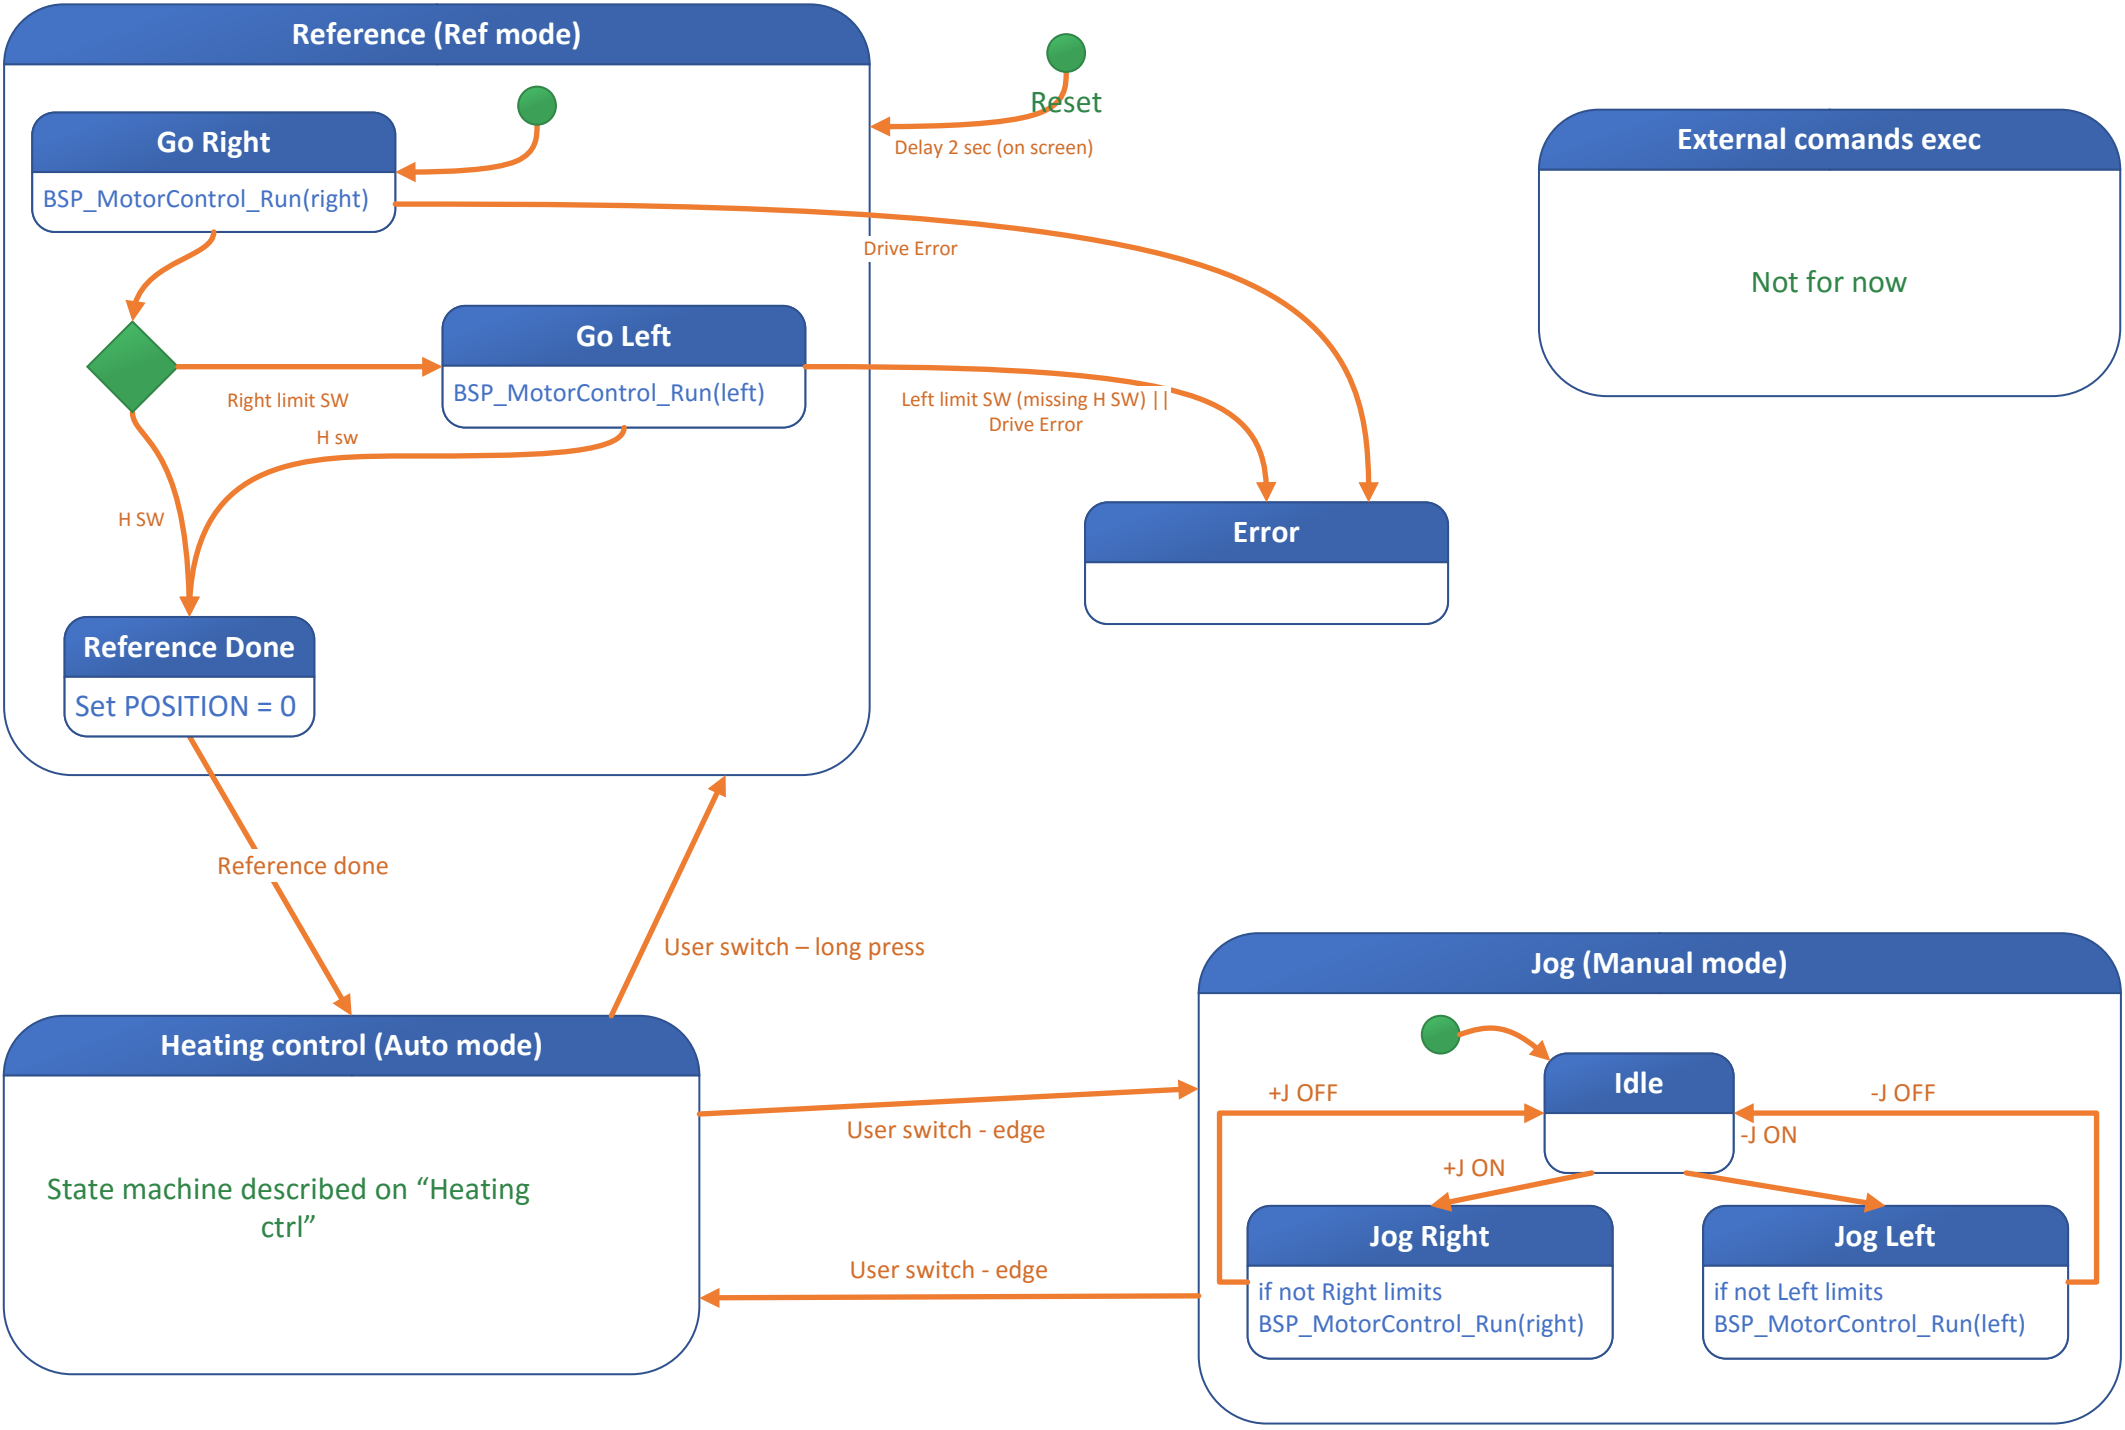 Reference (Ref mode)
Reset
Delay 2 sec (on screen)
Go Right
BSP_MotorControl_Run(right)
External comands exec
Not for now
Drive Error
Go Left
BSP_MotorControl_Run(left)
Right limit SW
H sw
H SW
Left limit SW (missing H SW) ||
Drive Error
Error
Reference Done
Set POSITION = 0
Reference done
User switch – long press
Heating control (Auto mode)
State machine described on “Heating
ctrl”
User switch - edge
User switch - edge
Jog (Manual mode)
Idle
+J OFF
-J OFF
-J ON
+J ON
Jog Right
if not Right limits
BSP_MotorControl_Run(right)
Jog Left
if not Left limits
BSP_MotorControl_Run(left)